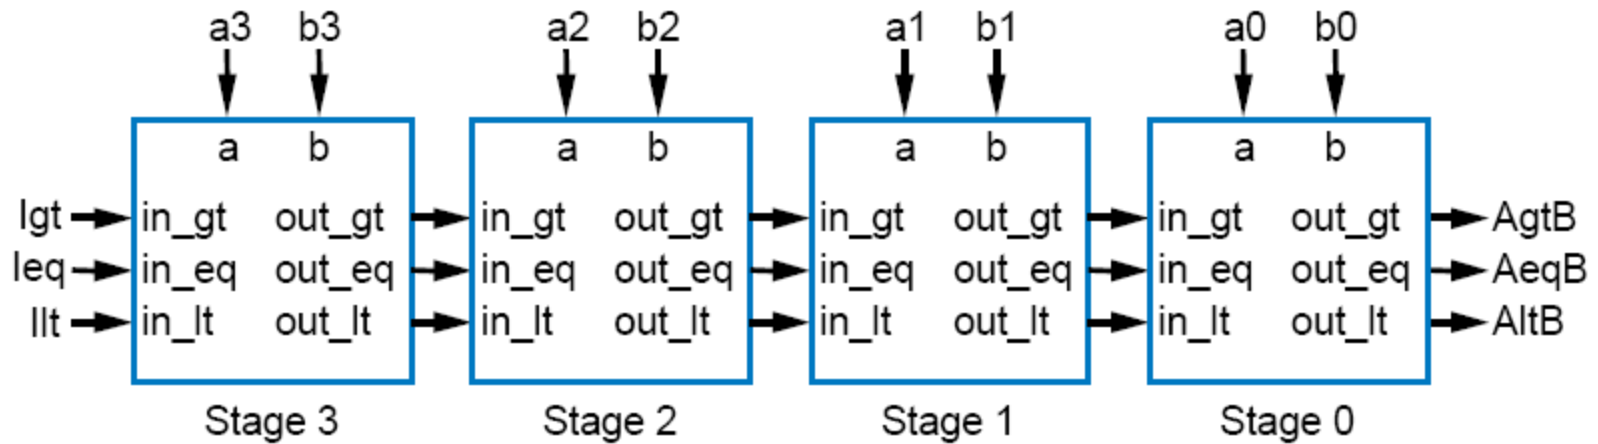 a3 b3 a2 b2 a1 b1 a0 b0
a b a b a b a b
Igt in_gt out_gt in_gt out_gt in_gt out_gt in_gt out_gt AgtB
Ieq in_eq out_eq in_eq out_eq in_eq out_eq in_eq out_eq AeqB
Ilt in_lt out_lt in_lt out_lt in_lt out_lt in_lt out_lt AltB
Stage 3 Stage 2 Stage 1 Stage 0